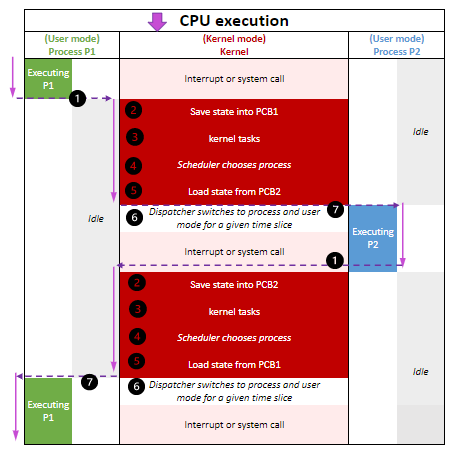 CPU execution
(User mode)
Process P1
(Kernel mode)
Kernel
(User mode)
Process P2
Executing
P1
Interrupt or system call
1
2 Save state into PCB1
3 kernel tasks
4 Scheduler chooses process
5 Load state from PCB2
Idle
Idle
6 Dispatcher switches to process and user
mode for a given time slice
7
Executing
P2
Interrupt or system call
1
2 Save state into PCB2
3 kernel tasks
4 Scheduler chooses process
5 Load state from PCB1
Idle
7
6 Dispatcher switches to process and user
mode for a given time slice
Executing
P1
Interrupt or system call